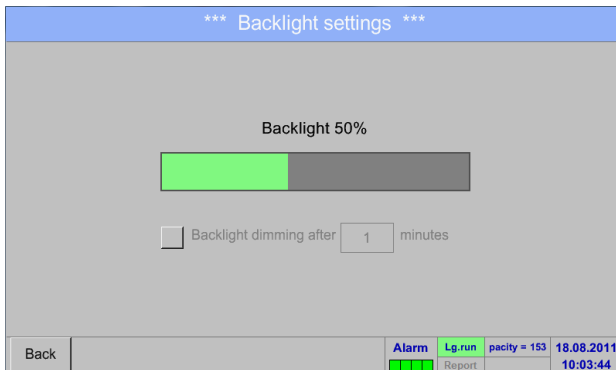 *** Backlight settings ***
Backlight 50%
Backlight dimming after 1 minutes
Back
Alarm Lg.run pacity = 153 18.08.2011
Report 10:03:44